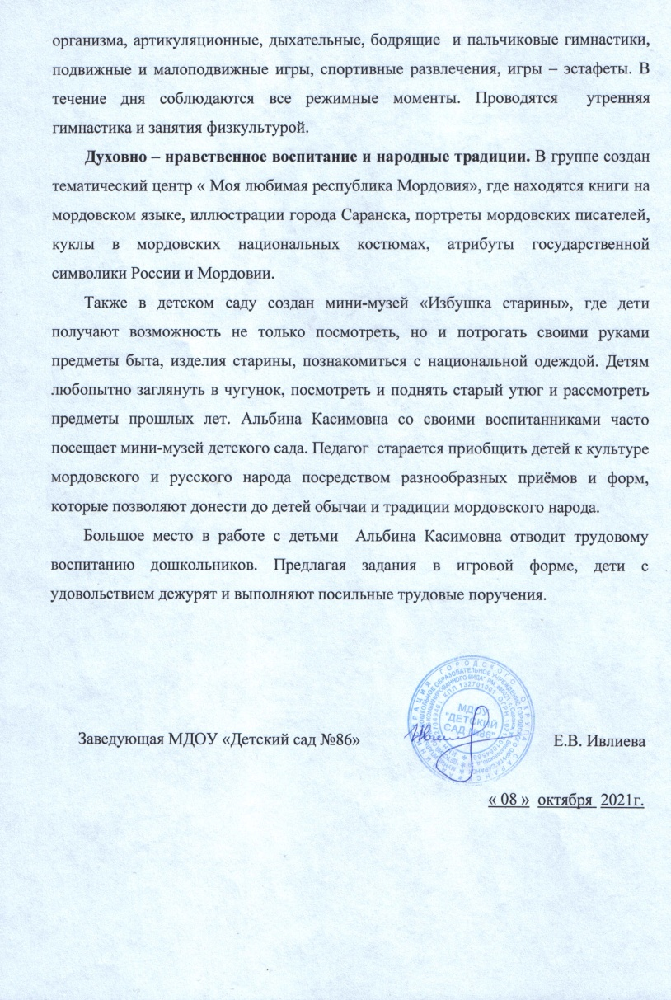 организма, артикуляционные, дыхательные, бодрящие и пальчиковые гимнастики,
подвижные и малоподвижные игры, спортивные развлечения, игры – эстафеты. В
течение дня соблюдаются все режимные моменты. Проводятся утренняя
гимнастика и занятия физкультурой.
Духовно – нравственное воспитание и народные традиции. В группе создан
тематический центр « Моя любимая республика Мордовия», где находятся книги на
мордовском языке, иллюстрации города Саранска, портреты мордовских писателей,
куклы в мордовских национальных костюмах, атрибуты государственной
символики России и Мордовии.
Также в детском саду создан мини-музей «Избушка старины», где дети
получают возможность не только посмотреть, но и потрогать своими руками
предметы быта, изделия старины, познакомиться с национальной одеждой. Детям
любопытно заглянуть в чугунок, посмотреть и поднять старый утюг и рассмотреть
предметы прошлых лет. Альбина Касимовна со своими воспитанниками часто
посещает мини-музей детского сада. Педагог старается приобщить детей к культуре
мордовского и русского народа посредством разнообразных приёмов и форм,
которые позволяют донести до детей обычаи и традиции мордовского народа.
Большое место в работе с детьми Альбина Касимовна отводит трудовому
воспитанию дошкольников. Предлагая задания в игровой форме, дети с
удовольствием дежурят и выполняют посильные трудовые поручения.
МДОУ
"ДЕТСКИЙ
САД №86"
Заведующая МДОУ «Детский сад №86» Е.В. Ивлиева
« 08 » октября 2021г.